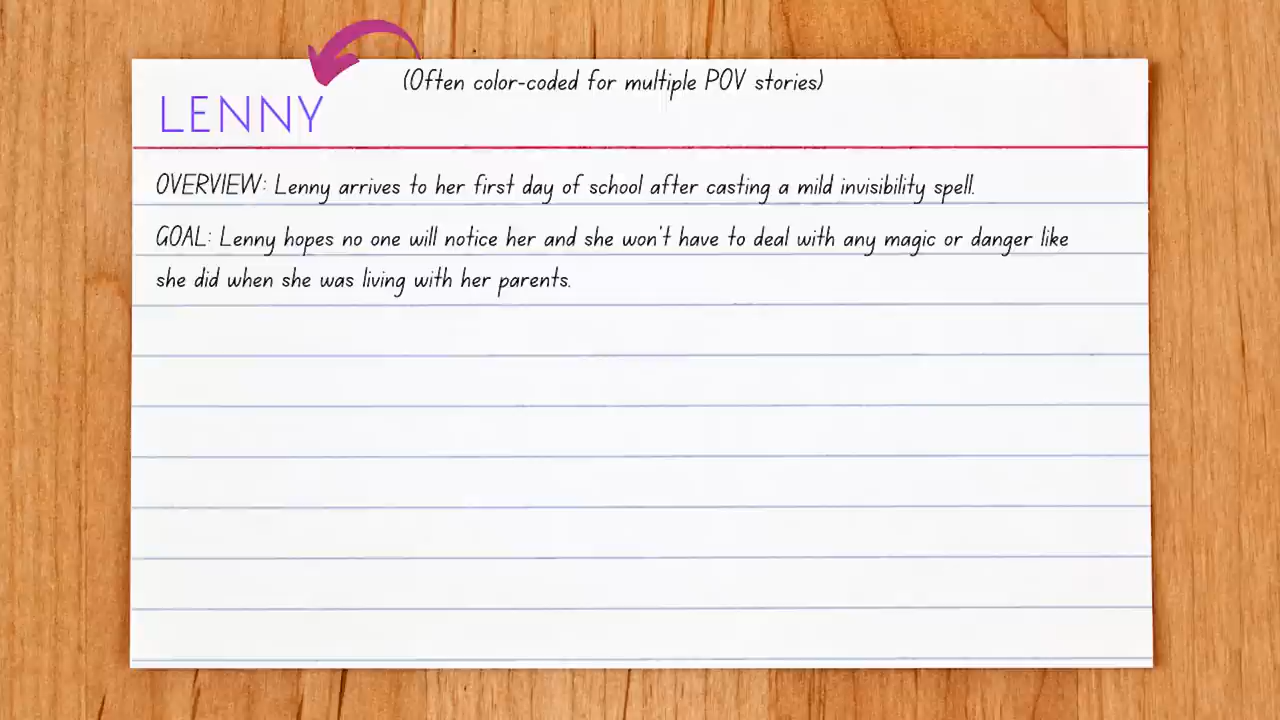 (Often color-coded for multiple POV stories)
LENNY
OVERVIEW: Lenny arrives to her first day of school after casting a mild invisibility spell.
GOAL: Lenny hopes no one will notice her and she won't have to deal with any magic or danger like
she did when she was living with her parents.